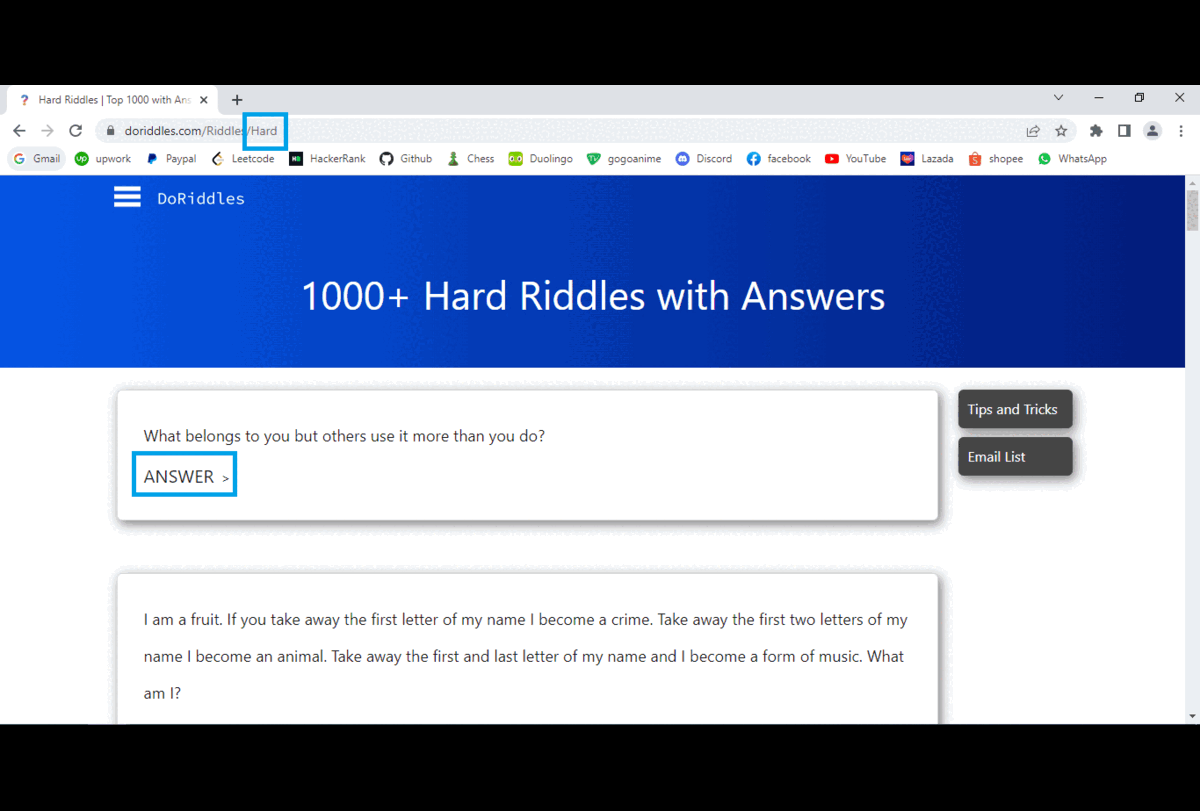 Hard Riddles | Top 1000 with Ans
doriddles.com/Riddles/Hard
Gmail upwork Paypal Leetcode HackerRank Github Chess Duolingo gogoanime Discord facebook YouTube Lazada shopee WhatsApp
DoRiddles
1000+ Hard Riddles with Answers
What belongs to you but others use it more than you do?
ANSWER >
Tips and Tricks
Email List
I am a fruit. If you take away the first letter of my name I become a crime. Take away the first two letters of my
name I become an animal. Take away the first and last letter of my name and I become a form of music. What
am I?